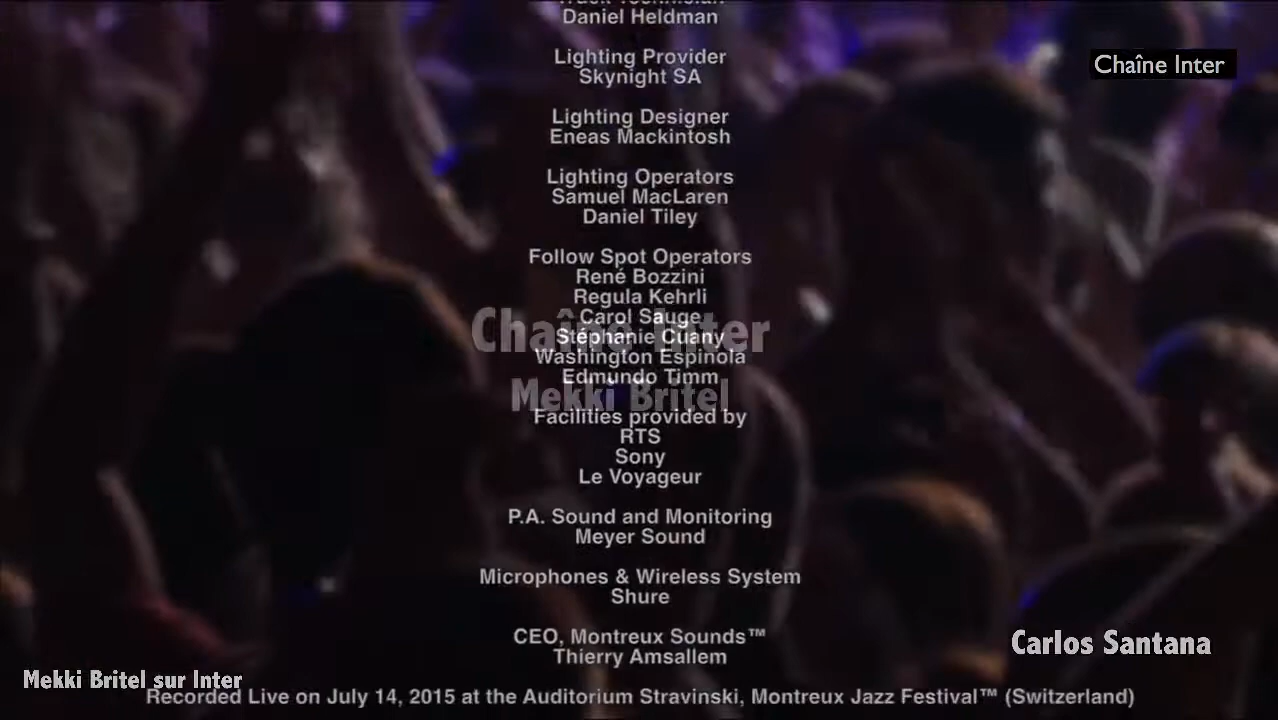 Daniel Heldman
Lighting Provider
Skynight SA
Chaîne Inter
Lighting Designer
Eneas Mackintosh
Lighting Operators
Samuel MacLaren
Daniel Tiley
Follow Spot Operators
René Bozzini
Regula Kehrli
Carol Sauge
Chaîne Inter
Stéphanie Cuany
Washington Espinola
Edmundo Timm
Mekki Britel
Facilities provided by
RTS
Sony
Le Voyageur
P.A. Sound and Monitoring
Meyer Sound
Microphones & Wireless System
Shure
CEO, Montreux Sounds™
Thierry Amsallem
Carlos Santana
Mekki Britel sur Inter
Recorded Live on July 14, 2015 at the Auditorium Stravinski, Montreux Jazz Festival™ (Switzerland)